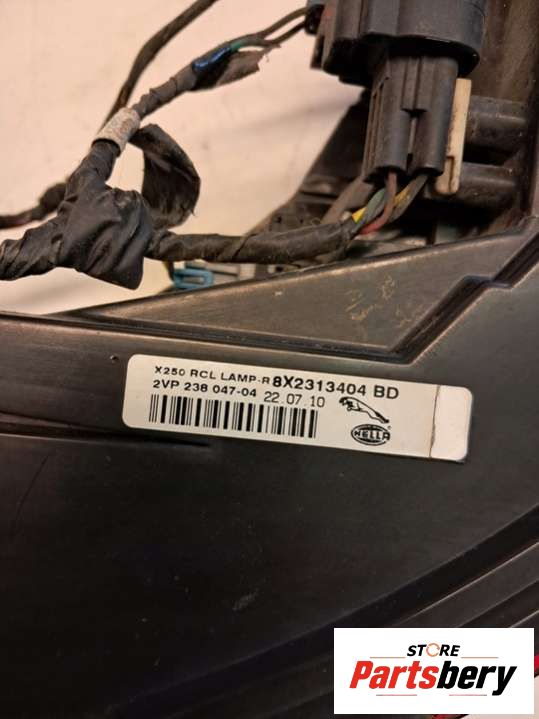 X250 RCL LAMP-R 8X2313404 BD
2VP 238 047-04 22.07.10
HELLA
STORE
Partsbery